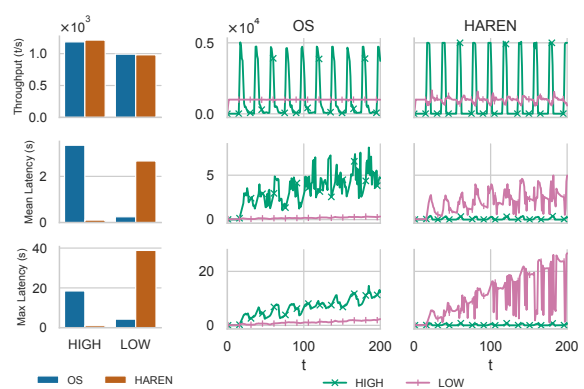 ×10³
Throughput (t/s)
1.0
0.5
0.0
Mean Latency (s)
2
0
Max. Latency (s)
40
20
0
HIGH LOW
OS HAREN
×10⁴ OS HAREN
5.0
0.0
5
0
20
0
0 100 200
t
0 100 200
t
HIGH LOW